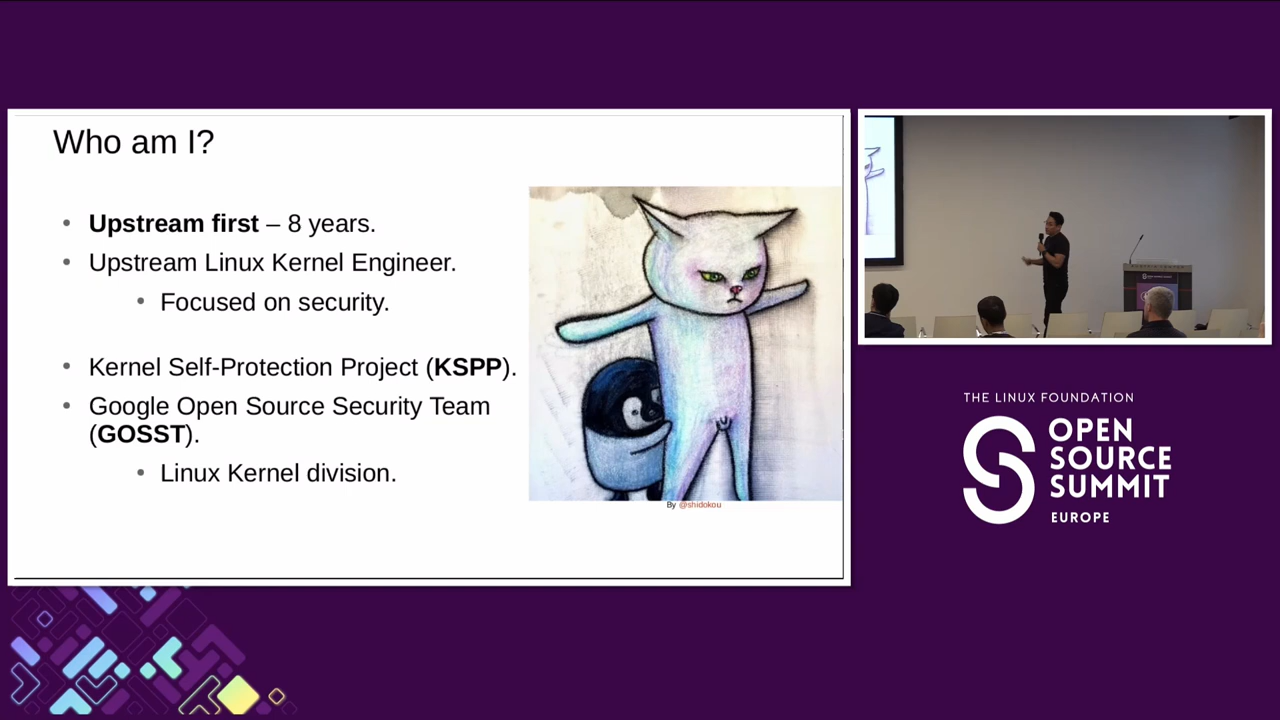 Who am I?
• Upstream first – 8 years.
• Upstream Linux Kernel Engineer.
• Focused on security.
• Kernel Self-Protection Project (KSPP).
• Google Open Source Security Team
(GOSST).
• Linux Kernel division.
By @shidokou
THE LINUX FOUNDATION
OPEN
SOURCE
SUMMIT
EUROPE